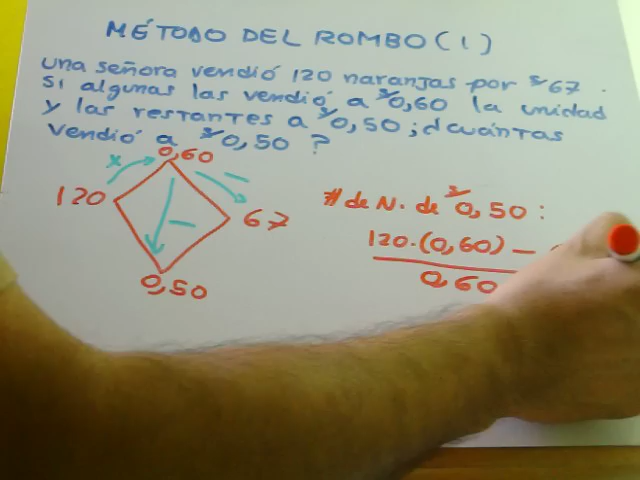 MÉTODO DEL ROMBO (1)
Una señora vendió 120 naranjas por S/67.
Si algunas las vendió a S/0,60 la unidad
y las restantes a S/0,50; ¿cuántas
vendió a S/0,50?
x 0,60 —
120
67
—
0,50
# de N. de S/0,50:
120.(0,60) —
0,60